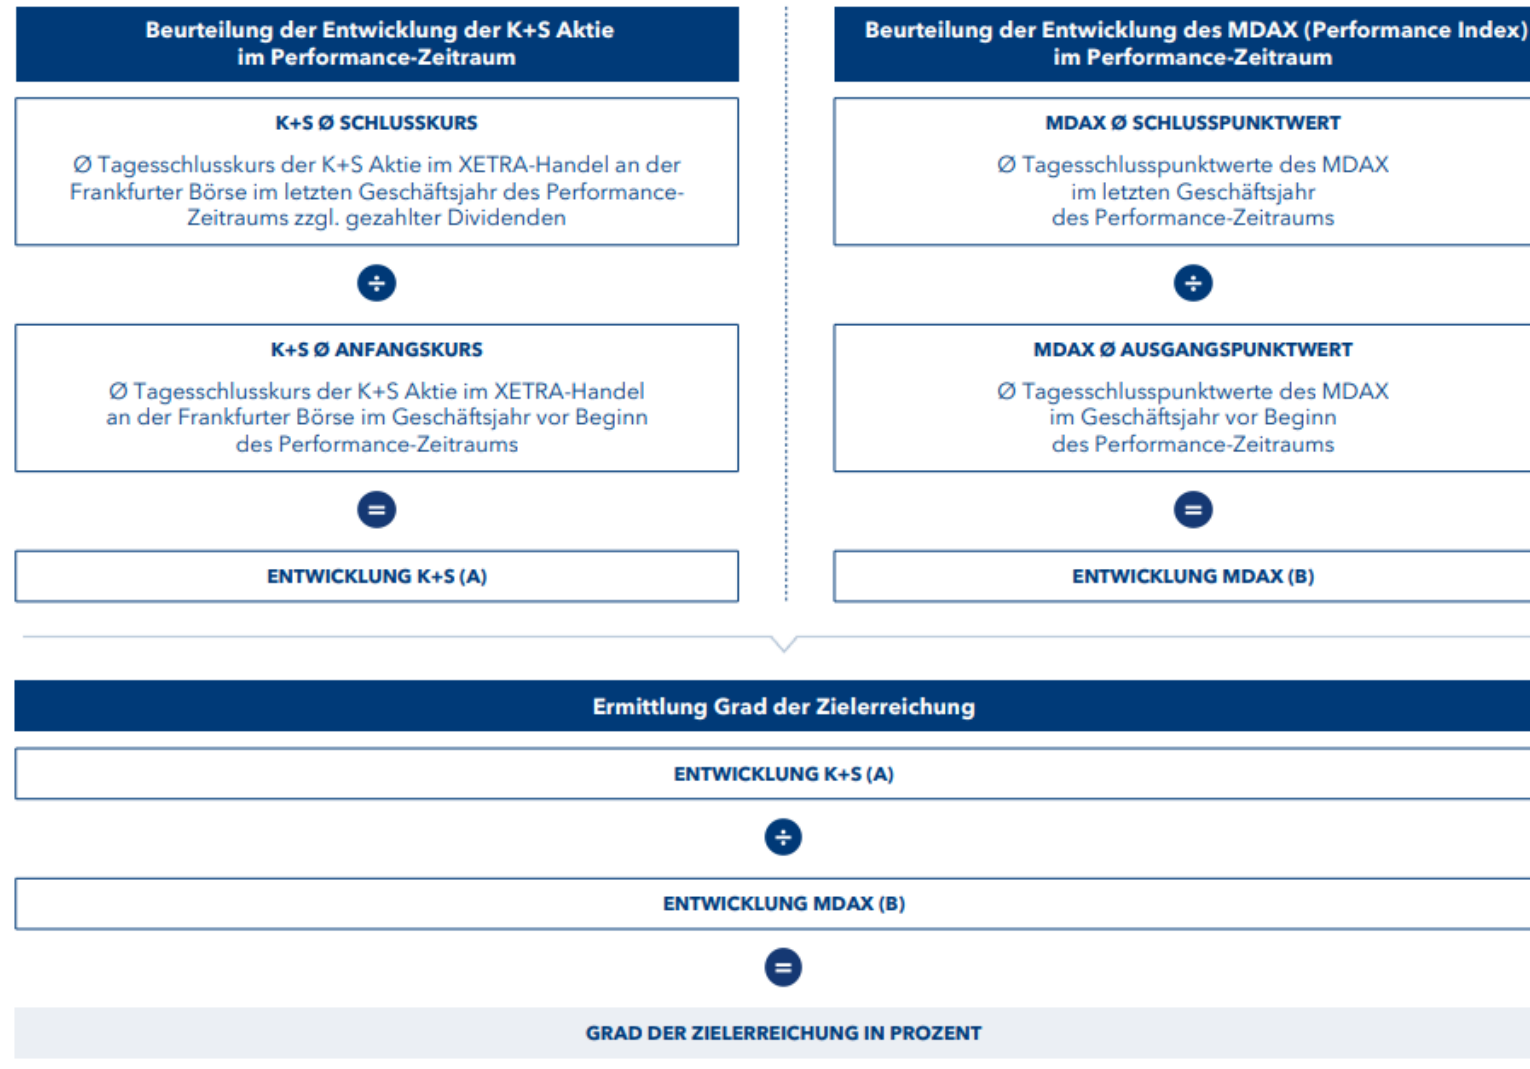 Beurteilung der Entwicklung der K+S Aktie
im Performance-Zeitraum
K+S Ø SCHLUSSKURS
Ø Tagesschlusskurs der K+S Aktie im XETRA-Handel an der
Frankfurter Börse im letzten Geschäftsjahr des Performance-
Zeitraums zzgl. gezahlter Dividenden
÷
K+S Ø ANFANGSKURS
Ø Tagesschlusskurs der K+S Aktie im XETRA-Handel
an der Frankfurter Börse im Geschäftsjahr vor Beginn
des Performance-Zeitraums
=
ENTWICKLUNG K+S (A)
Beurteilung der Entwicklung des MDAX (Performance Index)
im Performance-Zeitraum
MDAX Ø SCHLUSSPUNKTWERT
Ø Tagesschlusspunktwerte des MDAX
im letzten Geschäftsjahr
des Performance-Zeitraums
÷
MDAX Ø AUSGANGSPUNKTWERT
Ø Tagesschlusspunktwerte des MDAX
im Geschäftsjahr vor Beginn
des Performance-Zeitraums
=
ENTWICKLUNG MDAX (B)
Ermittlung Grad der Zielerreichung
ENTWICKLUNG K+S (A)
÷
ENTWICKLUNG MDAX (B)
=
GRAD DER ZIELERREICHUNG IN PROZENT